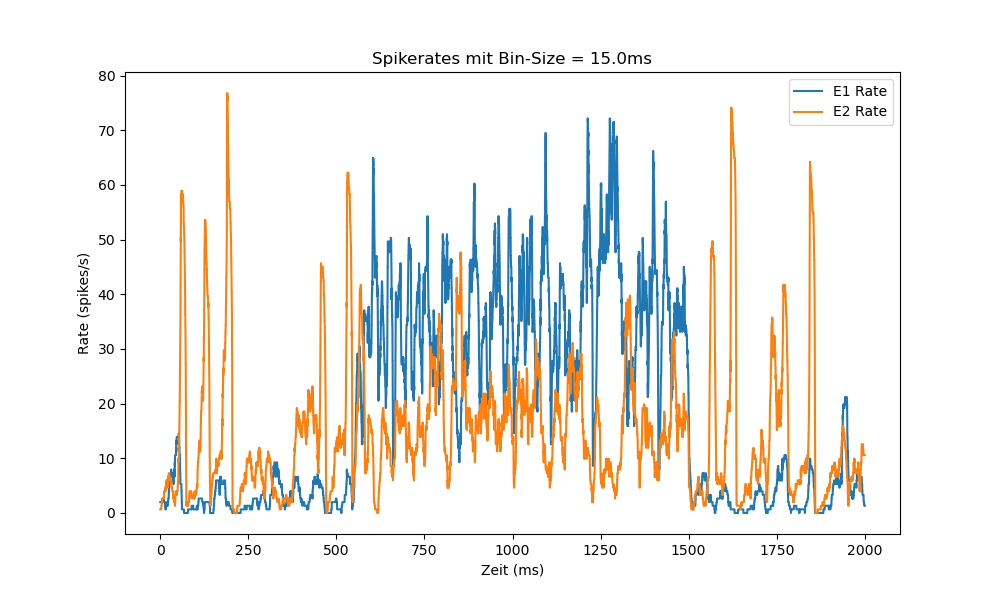 Spikerates mit Bin-Size = 15.0ms
E1 Rate
E2 Rate
Rate (spikes/s)
80
70
60
50
40
30
20
10
0
0 250 500 750 1000 1250 1500 1750 2000
Zeit (ms)